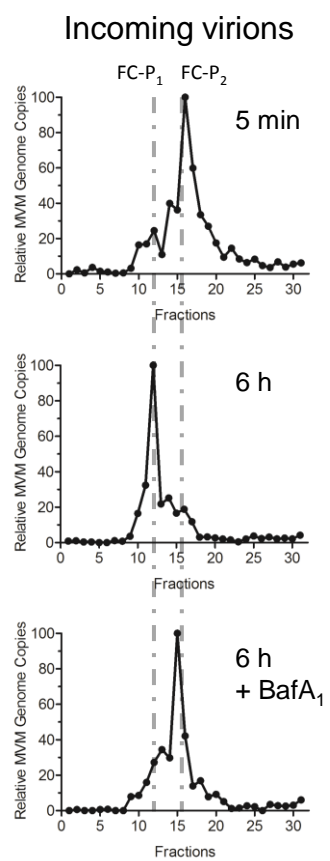 Incoming virions
FC-P1 FC-P2
5 min
Relative MVM Genome Copies
100
80
60
40
20
0
0 5 10 15 20 25 30
Fractions
6 h
Relative MVM Genome Copies
100
80
60
40
20
0
0 5 10 15 20 25 30
Fractions
6 h
+ BafA1
Relative MVM Genome Copies
100
80
60
40
20
0
0 5 10 15 20 25 30
Fractions